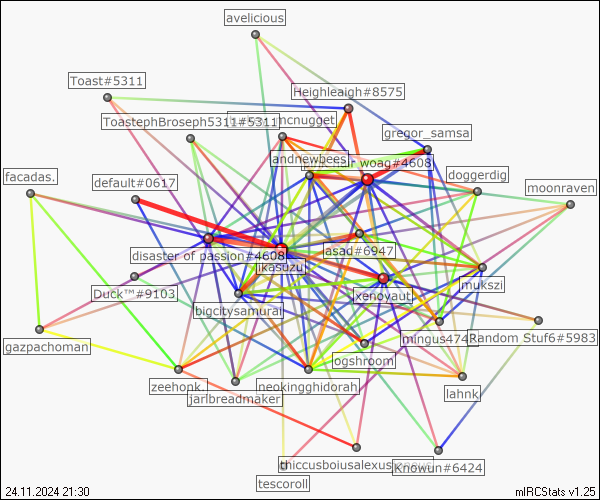 avelicious
Toast#5311
Heighleaigh#8575
ToastephBroseph5311#5311
mcnugget
gregor_samsa
andnewbees
woag#4608
facadas.
default#0617
doggerdig
moonraven
disaster of passion#4608
jikasuzu
asad#6947
mukszi
Duck™#9103
xenoyaut
bigcitysamurai
gazpachoman
mingus474
Random Stuf6#5983
ogshroom
zeehonk.
neokingghidorah
lahnk
jarlbreadmaker
thiccusboiusalexus
Knowun#6424
tescoroll
24.11.2024 21:30
mIRCStats v1.25